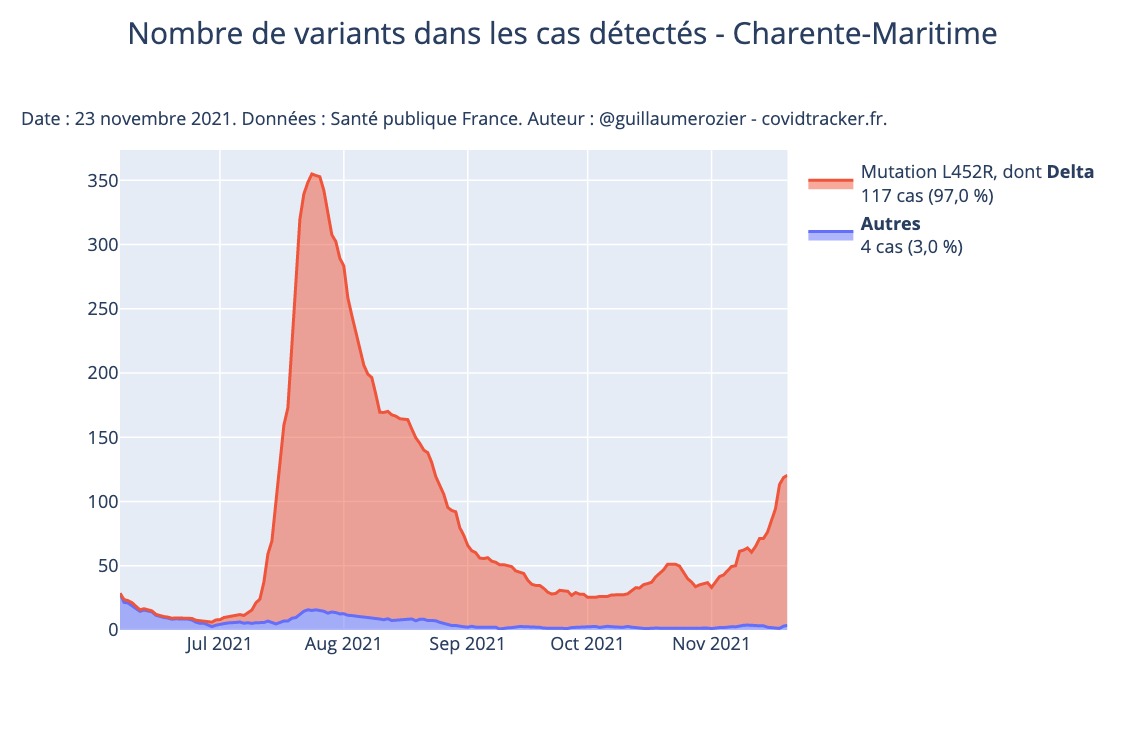 Nombre de variants dans les cas détectés - Charente-Maritime
Date : 23 novembre 2021. Données : Santé publique France. Auteur : @guillaumerozier - covidtracker.fr.
Mutation L452R, dont Delta
117 cas (97,0 %)
Autres
4 cas (3,0 %)
350
300
250
200
150
100
50
0
Jul 2021 Aug 2021 Sep 2021 Oct 2021 Nov 2021